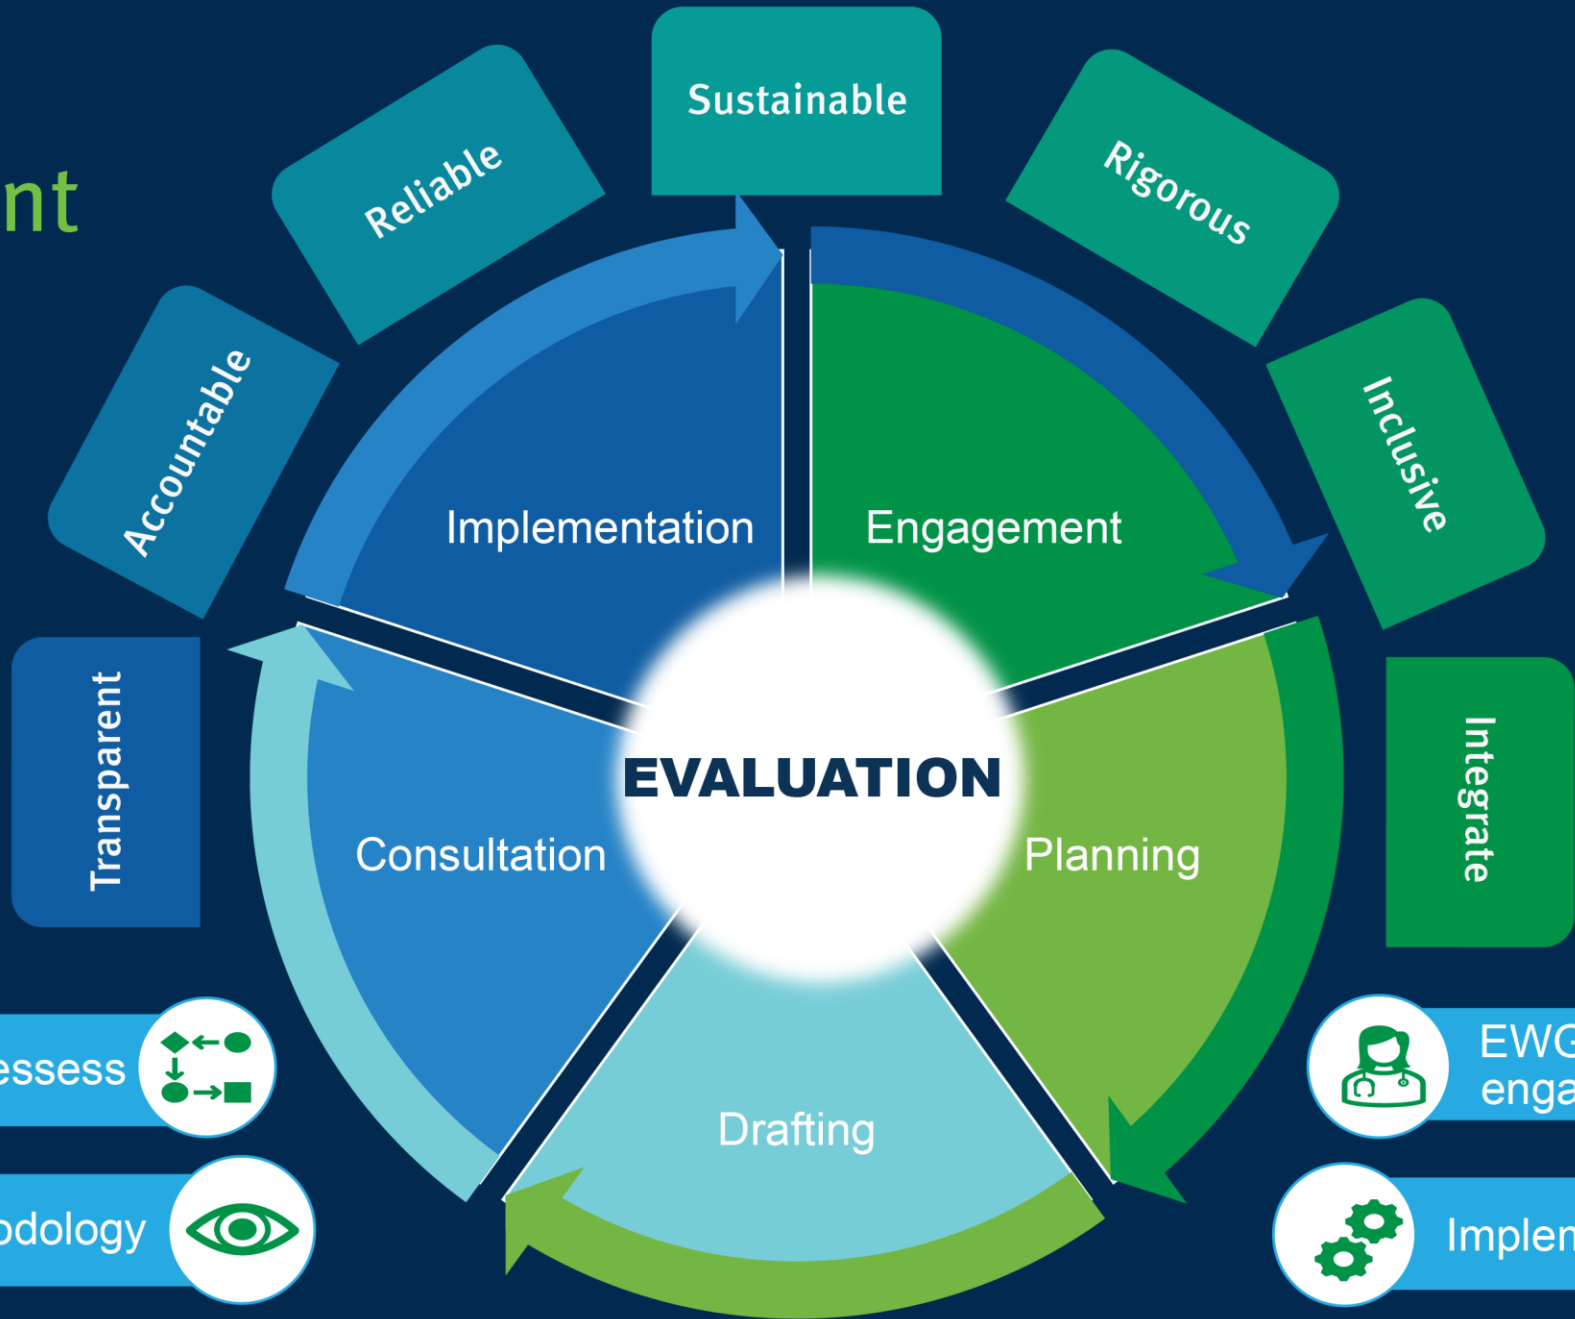 Sustainable
nt
Reliable
Rigorous
Accountable
Inclusive
Implementation
Engagement
Transparent
EVALUATION
Integrate
Consultation
Planning
Drafting
essess
EWG
enga
odology
Implem